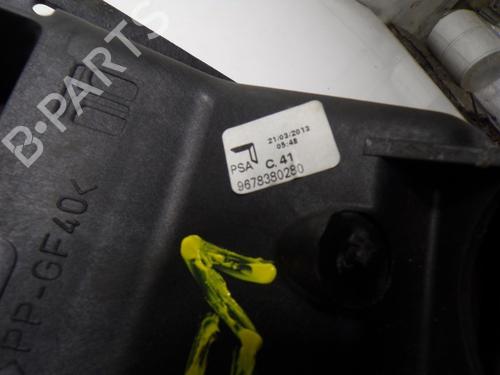 21/03/2013
05:48
PSA C. 41
9678380280
>PP-GF40<
B-PARTS